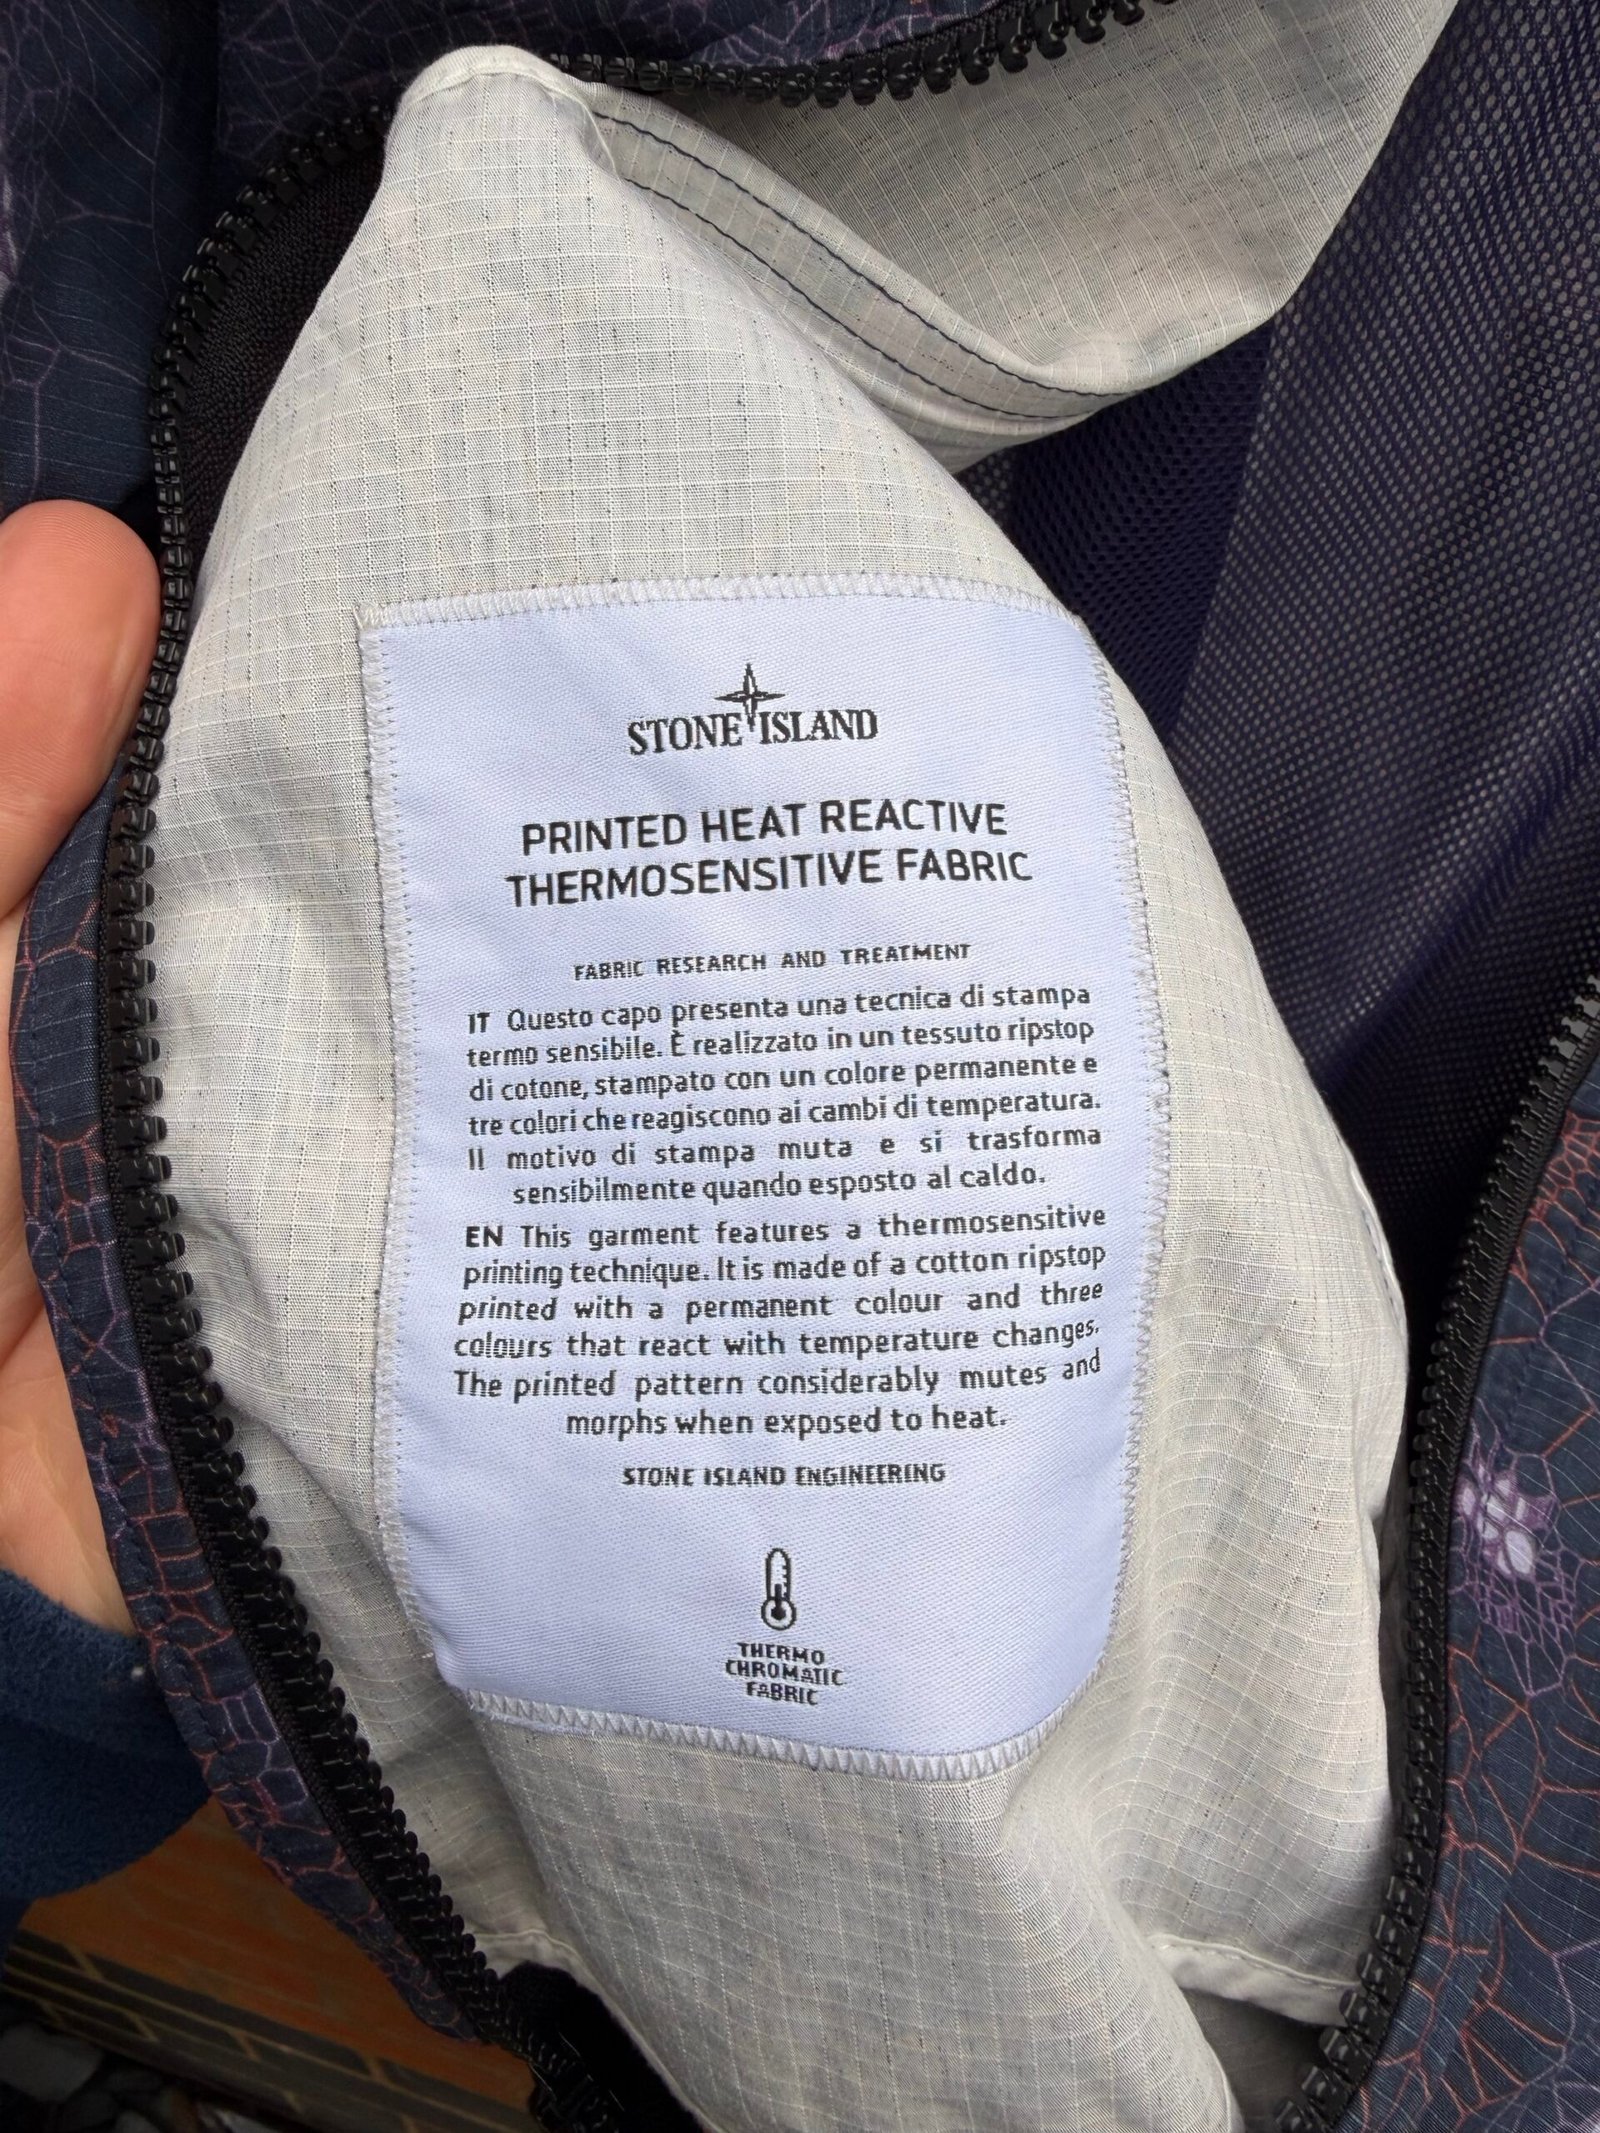 STONE ISLAND
PRINTED HEAT REACTIVE
THERMOSENSITIVE FABRIC
FABRIC RESEARCH AND TREATMENT
IT Questo capo presenta una tecnica di stampa
termo sensibile. È realizzato in un tessuto ripstop
di cotone, stampato con un colore permanente e
tre colori che reagiscono ai cambi di temperatura.
Il motivo di stampa muta e si trasforma
sensibilmente quando esposto al caldo.
EN This garment features a thermosensitive
printing technique. It is made of a cotton ripstop
printed with a permanent colour and three
colours that react with temperature changes.
The printed pattern considerably mutes and
morphs when exposed to heat.
STONE ISLAND ENGINEERING
THERMO
CHROMATIC
FABRIC